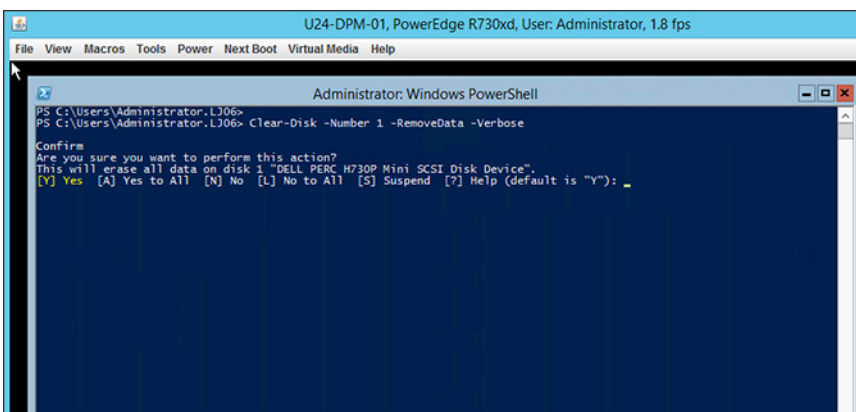 U24-DPM-01, PowerEdge R730xd, User: Administrator, 1.8 fps
File View Macros Tools Power Next Boot Virtual Media Help
Administrator: Windows PowerShell
PS C:\Users\Administrator.LJ06>
PS C:\Users\Administrator.LJ06> Clear-Disk -Number 1 -RemoveData -Verbose
Confirm
Are you sure you want to perform this action?
This will erase all data on disk 1 "DELL PERC H730P Mini SCSI Disk Device".
[Y] Yes [A] Yes to All [N] No [L] No to All [S] Suspend [?] Help (default is "Y"): _